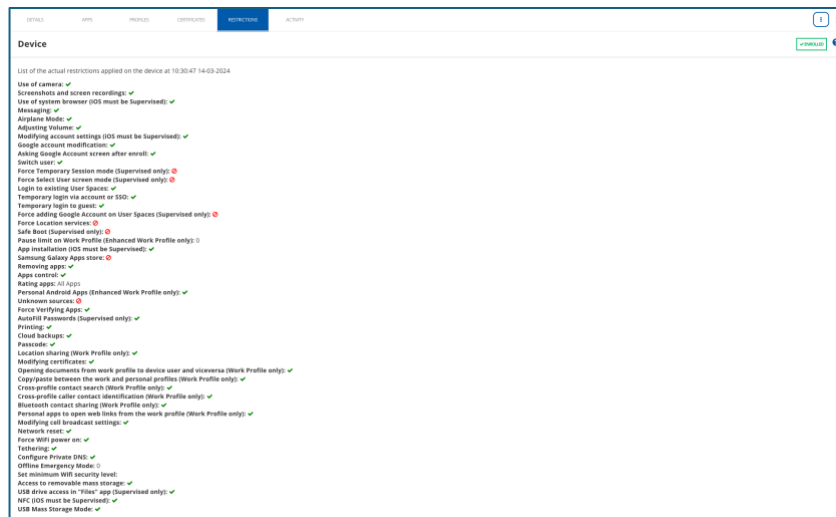 DETAILS
APPS
PROFILES
CERTIFICATES
RESTRICTIONS
ACTIVITY
Device
ENROLLED
List of the actual restrictions applied on the device at 10:30:47 14-03-2024
Use of camera:
Screenshots and screen recordings:
Use of system browser (iOS must be Supervised):
Messaging:
Airplane Mode:
Adjusting Volume:
Modifying account settings (iOS must be Supervised):
Google account modification:
Asking Google Account screen after enroll:
Switch user:
Force Temporary Session mode (Supervised only):
Force Select User screen mode (Supervised only):
Login to existing User Spaces:
Temporary login via account or SSO:
Temporary login to guest:
Force adding Google Account on User Spaces (Supervised only):
Force Location services:
Safe Boot (Supervised only):
Pause limit on Work Profile (Enhanced Work Profile only): 0
App installation (iOS must be Supervised):
Samsung Galaxy Apps store:
Removing apps:
Apps control:
Rating apps: All Apps
Personal Android Apps (Enhanced Work Profile only):
Unknown sources:
Force Verifying Apps:
AutoFill Passwords (Supervised only):
Printing:
Cloud backups:
Passcode:
Location sharing (Work Profile only):
Modifying certificates:
Opening documents from work profile to device user and viceversa (Work Profile only):
Copy/paste between the work and personal profiles (Work Profile only):
Cross-profile contact search (Work Profile only):
Cross-profile caller contact identification (Work Profile only):
Bluetooth contact sharing (Work Profile only):
Personal apps to open web links from the work profile (Work Profile only):
Modifying cell broadcast settings:
Network reset:
Force WiFi power on:
Tethering:
Configure Private DNS:
Offline Emergency Mode: 0
Set minimum Wifi security level:
Access to removable mass storage:
USB drive access in "Files" app (Supervised only):
NFC (iOS must be Supervised):
USB Mass Storage Mode: